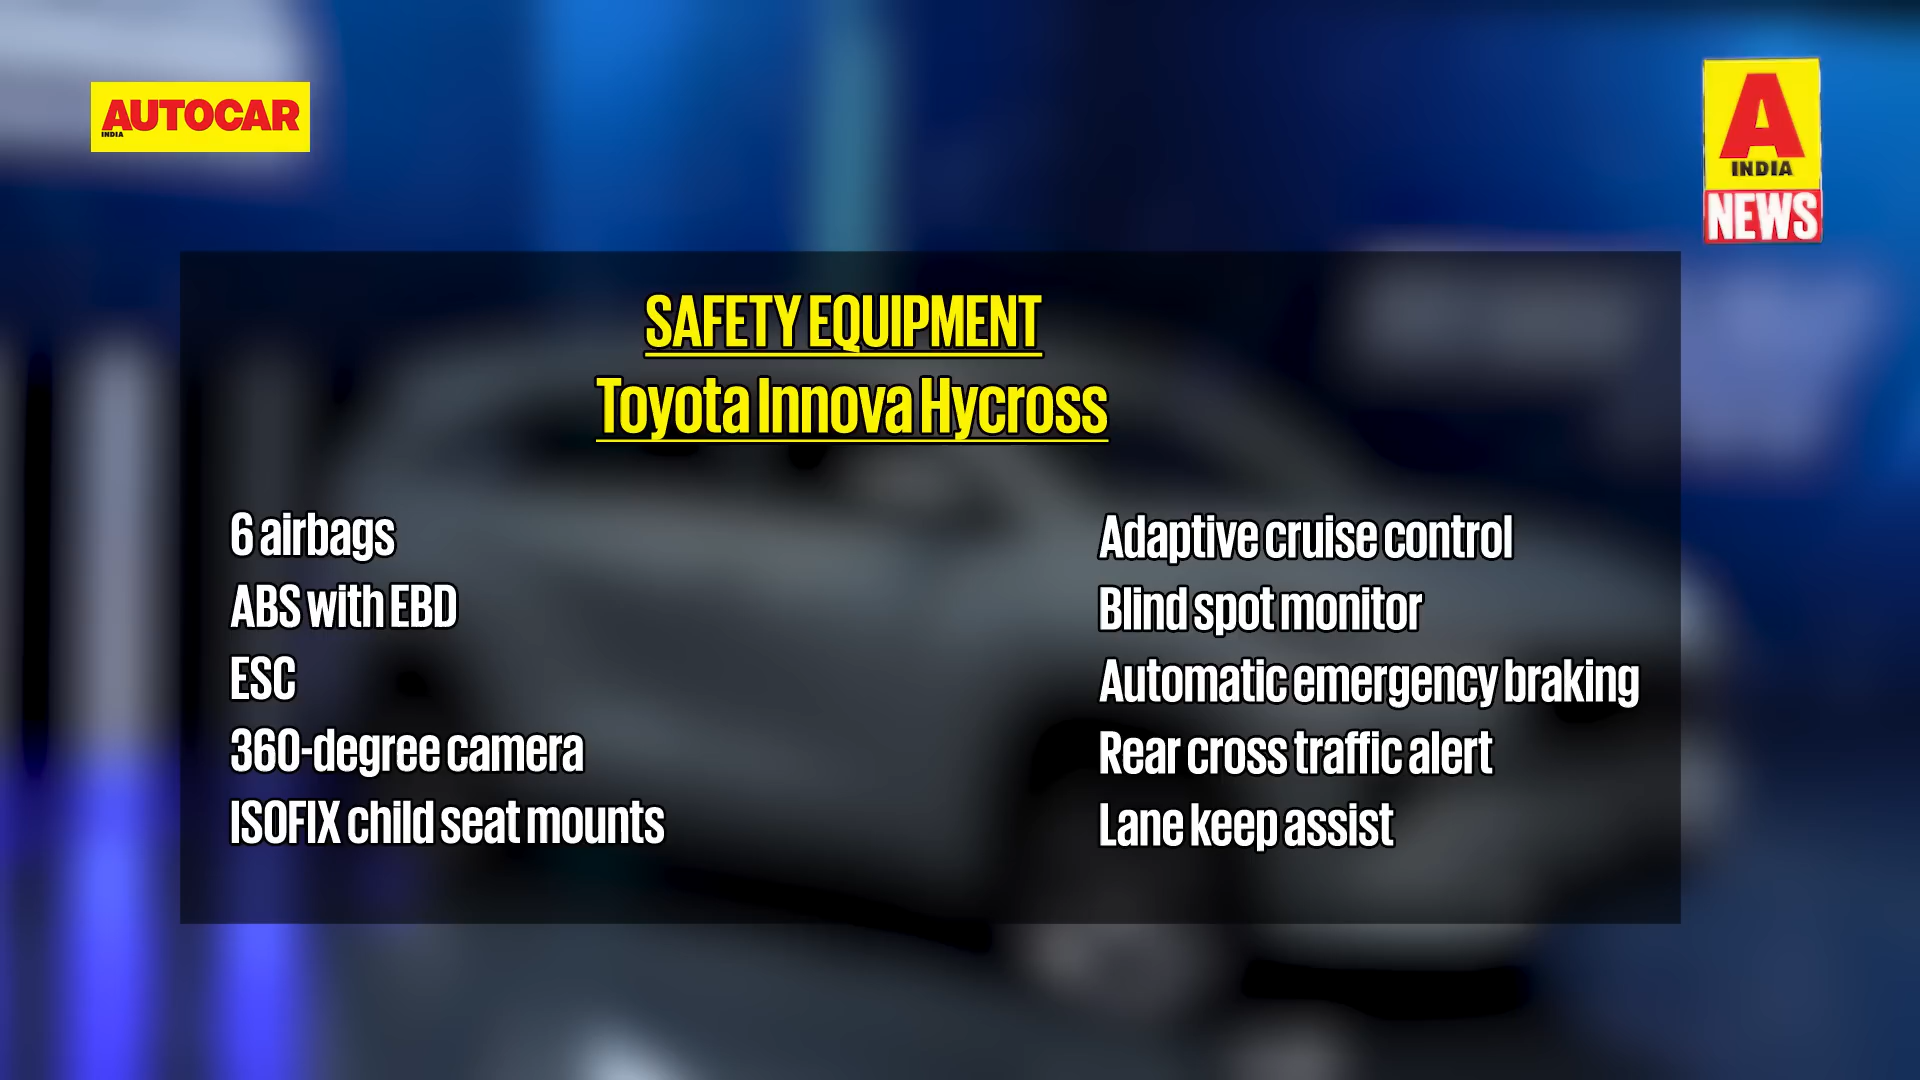 AUTOCAR
INDIA
A
INDIA
NEWS
SAFETY EQUIPMENT
Toyota Innova Hycross
6 airbags
ABS with EBD
ESC
360-degree camera
ISOFIX child seat mounts
Adaptive cruise control
Blind spot monitor
Automatic emergency braking
Rear cross traffic alert
Lane keep assist